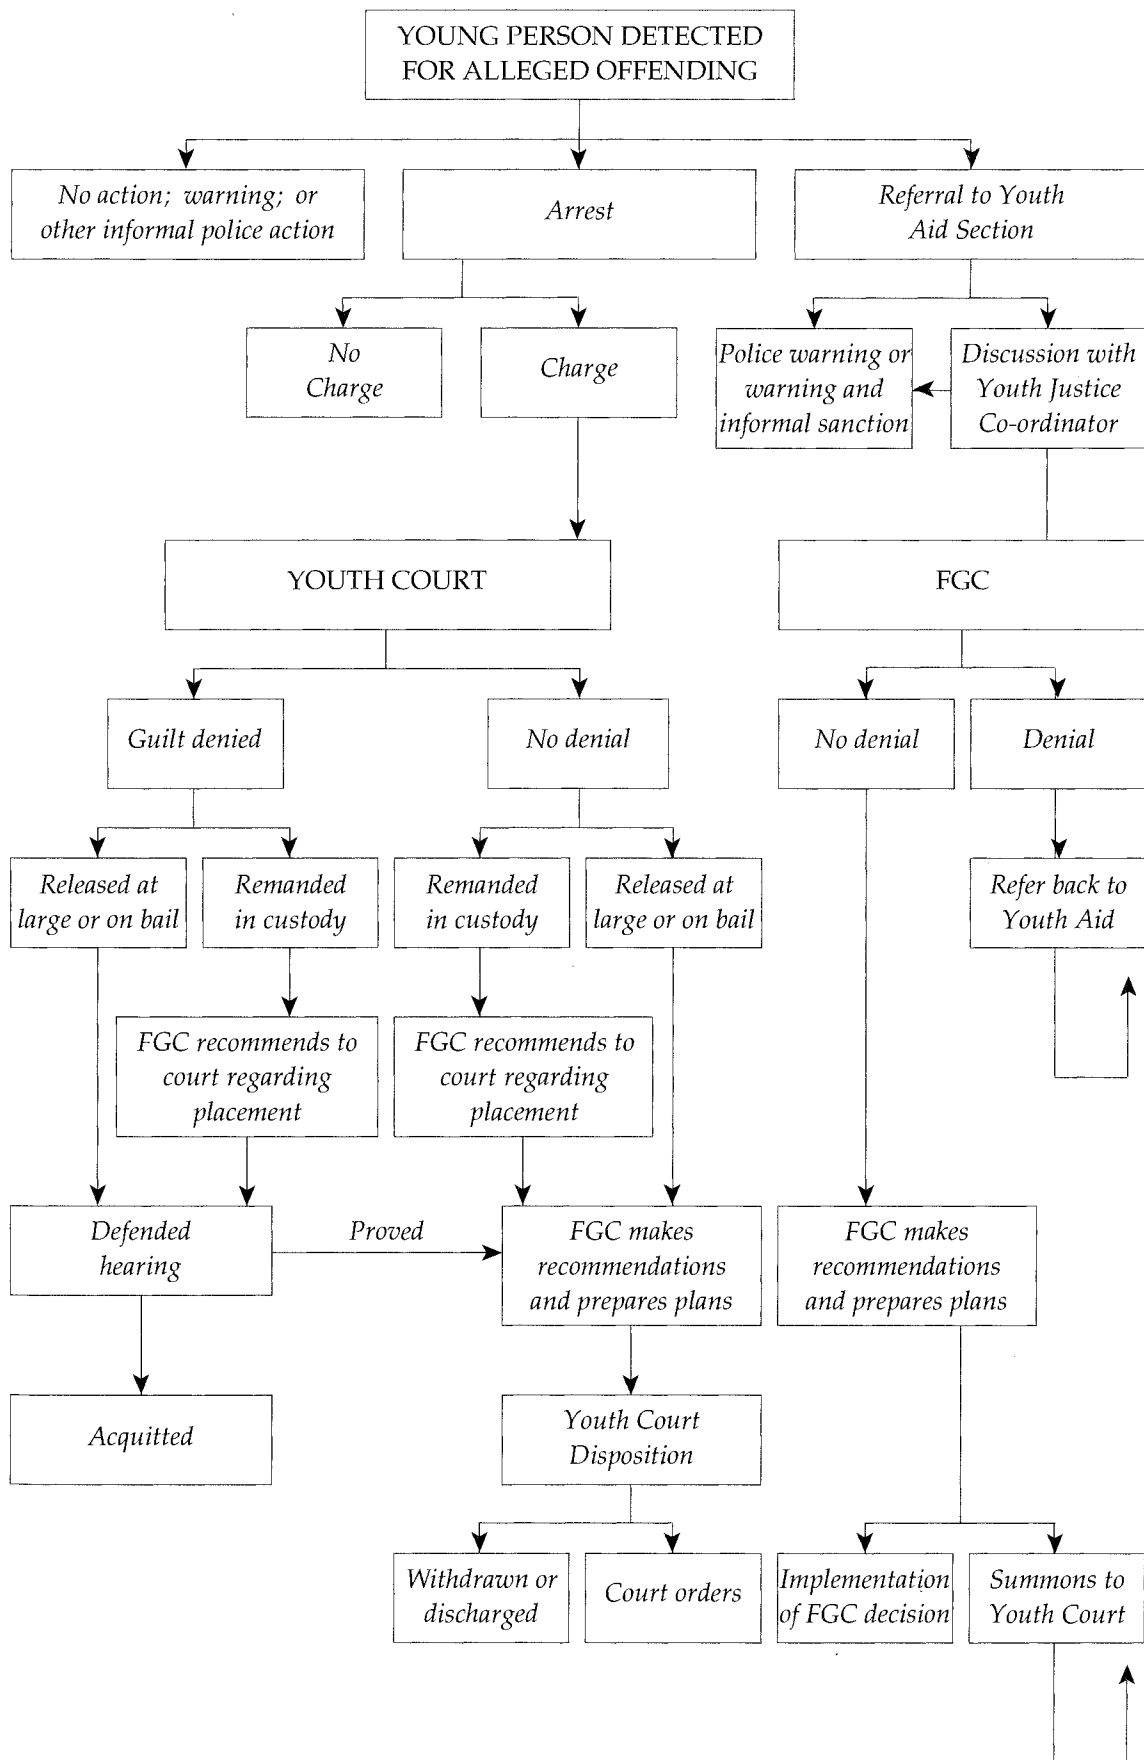 YOUNG PERSON DETECTED
FOR ALLEGED OFFENDING
No action; warning; or
other informal police action
Arrest
Referral to Youth
Aid Section
No
Charge
Charge
Police warning or
warning and
informal sanction
Discussion with
Youth Justice
Co-ordinator
YOUTH COURT
FGC
Guilt denied
No denial
No denial
Denial
Released at
large or on bail
Remanded
in custody
Remanded
in custody
Released at
large or on bail
Refer back to
Youth Aid
FGC recommends to
court regarding
placement
FGC recommends to
court regarding
placement
Defended
hearing
Proved
FGC makes
recommendations
and prepares plans
FGC makes
recommendations
and prepares plans
Acquitted
Youth Court
Disposition
Withdrawn or
discharged
Court orders
Implementation
of FGC decision
Summons to
Youth Court